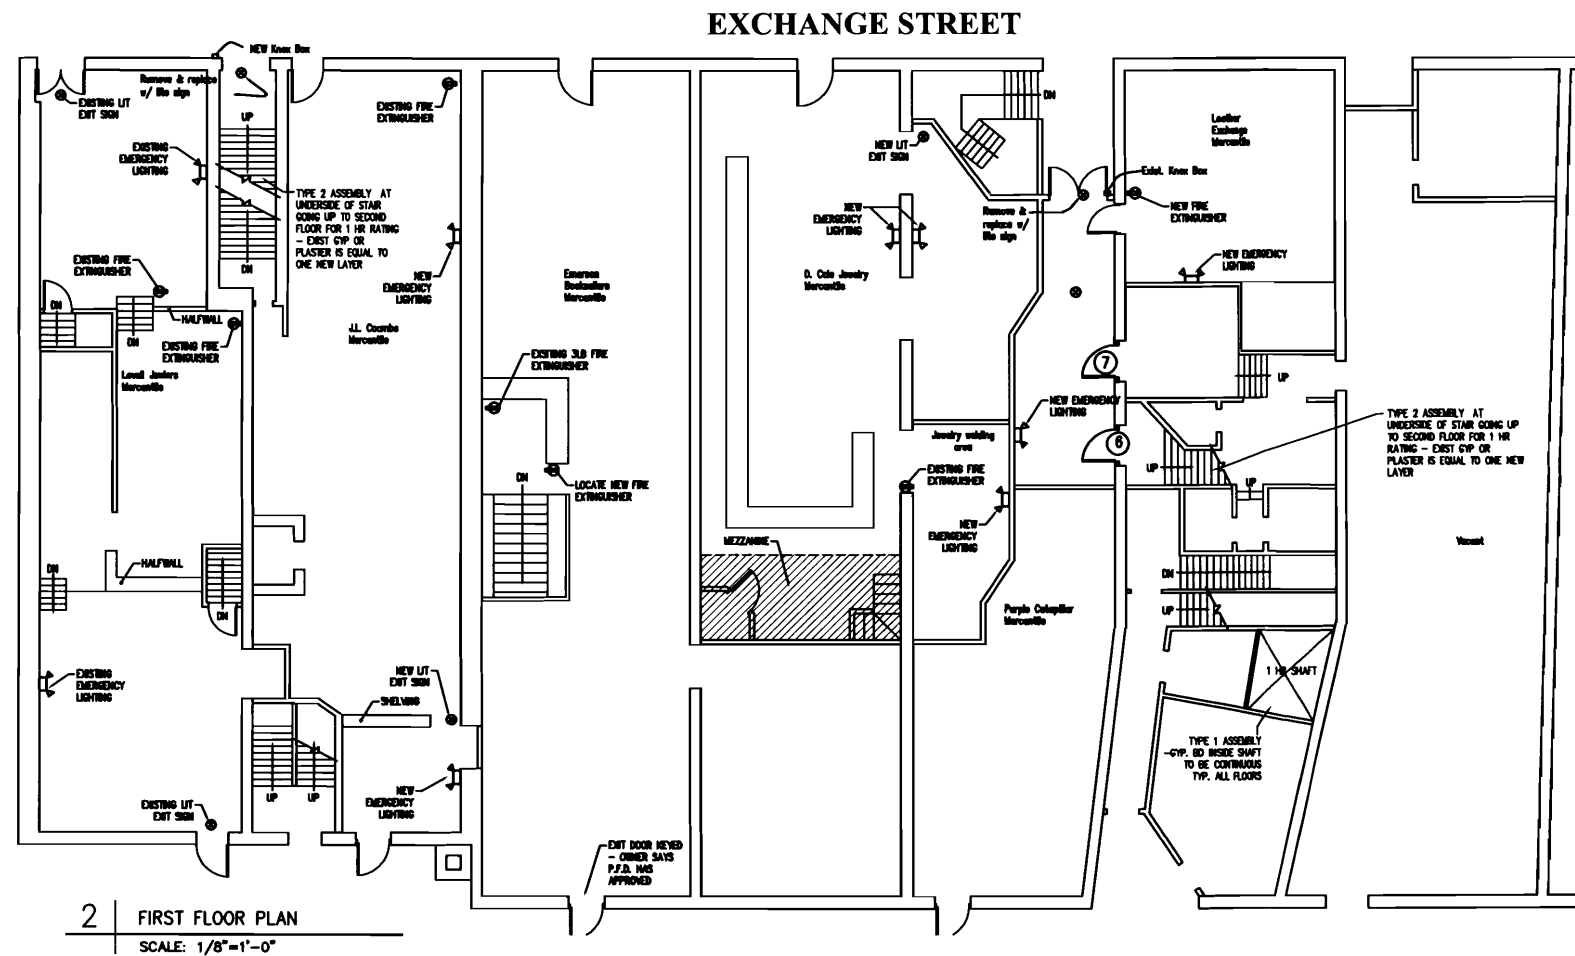 EXCHANGE STREET
NEW Knox Box
Remove & replace
w/ lite sign
EXISTING LIT
EXIT SIGN
UP
EXISTING
EMERGENCY
LIGHTING
TYPE 2 ASSEMBLY AT
UNDERSIDE OF STAIR
GOING UP TO SECOND
FLOOR FOR 1 HR RATING
- EXIST GYP OR
PLASTER IS EQUAL TO
ONE NEW LAYER
DN
EXISTING FIRE
EXTINGUISHER
DN
HALFWALL
DN
EXISTING FIRE
EXTINGUISHER
Mercantile
EXISTING FIRE
EXTINGUISHER
NEW
EMERGENCY
LIGHTING
J.L. Coombs
Mercantile
Emerson
Booksellers
Mercantile
EXSITING 3LB FIRE
EXTINGUISHER
LOCATE NEW FIRE
EXTINGUISHER
DN
NEW LIT
EXIT SIGN
DN
NEW
EMERGENCY
LIGHTING
D. Cole Jewelry
Mercantile
Remove &
replace w/
lite sign
Exist. Knox Box
NEW FIRE
EXTINGUISHER
Leather
Exchange
Mercantile
NEW EMERGENCY
LIGHTING
7
UP
NEW EMERGENCY
LIGHTING
6
Jewelry welding
area
EXISTING FIRE
EXTINGUISHER
NEW
EMERGENCY
LIGHTING
MEZZANINE
UP
UP
TYPE 2 ASSEMBLY AT
UNDERSIDE OF STAIR GOING UP
TO SECOND FLOOR FOR 1 HR
RATING - EXIST GYP OR
PLASTER IS EQUAL TO ONE NEW
LAYER
Vacant
DN
UP
Purple Caterpillar
Mercantile
1 HR SHAFT
TYPE 1 ASSEMBLY
-GYP. BD INSIDE SHAFT
TO BE CONTINUOUS
TYP. ALL FLOORS
DN
HALFWALL
DN
EXISTING
EMERGENCY
LIGHTING
NEW LIT
EXIT SIGN
SHELVING
UP
UP
NEW
EMERGENCY
LIGHTING
EXISTING LIT
EXIT SIGN
EXIT DOOR KEYED
- OWNER SAYS
P.F.D. HAS
APPROVED
2
FIRST FLOOR PLAN
SCALE: 1/8"=1'-0"